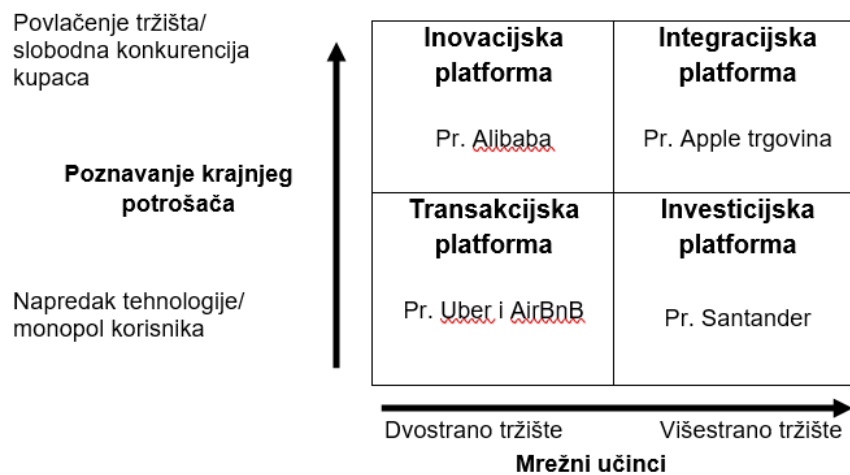 Povlačenje tržišta/
slobodna konkurencija
kupaca
Poznavanje krajnjeg
potrošača
Napredak tehnologije/
monopol korisnika
Inovacijska
platforma
Pr. Alibaba
Integracijska
platforma
Pr. Apple trgovina
Transakcijska
platforma
Pr. Uber i AirBnB
Investicijska
platforma
Pr. Santander
Dvostrano tržište
Višestrano tržište
Mrežni učinci